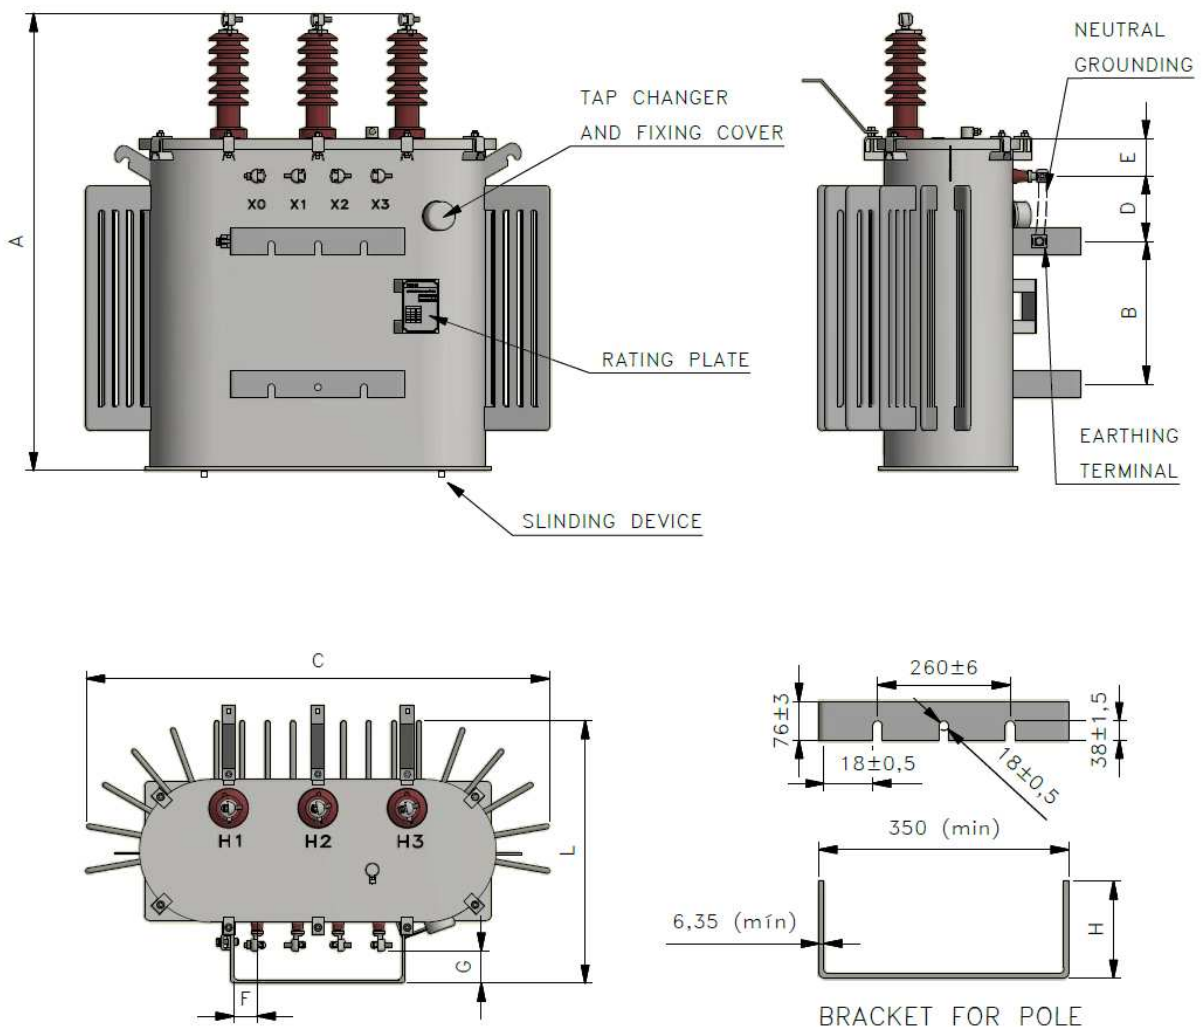 NEUTRAL
GROUNDING
TAP CHANGER
AND FIXING COVER
E
X0 X1 X2 X3
D
A
B
RATING PLATE
EARTHING
TERMINAL
SLINDING DEVICE
C
260±6
76±3
38±1,5
18±0,5
18±0,5
H1 H2 H3
350 (min)
L
6,35 (mín)
H
G
F
BRACKET FOR POLE